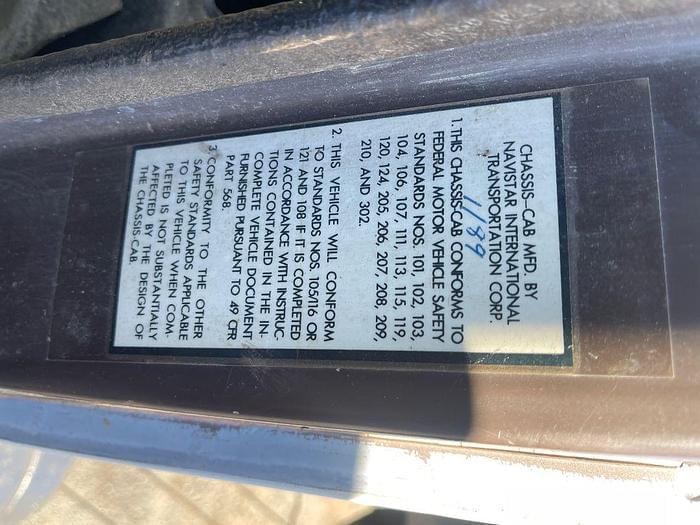 CHASSIS-CAB MFD. BY
NAVISTAR INTERNATIONAL
TRANSPORTATION CORP.
11/89
1. THIS CHASSIS-CAB CONFORMS TO
FEDERAL MOTOR VEHICLE SAFETY
STANDARDS NOS. 101, 102, 103,
104, 106, 107, 111, 113, 115, 119,
120, 124, 205, 206, 207, 208, 209,
210, AND 302.
2. THIS VEHICLE WILL CONFORM
TO STANDARDS NOS. 105/116 OR
121 AND 108 IF IT IS COMPLETED
IN ACCORDANCE WITH INSTRUC-
TIONS CONTAINED IN THE IN-
COMPLETE VEHICLE DOCUMENT
FURNISHED PURSUANT TO 49 CFR
PART 568.
3. CONFORMITY TO THE OTHER
SAFETY STANDARDS APPLICABLE
TO THIS VEHICLE WHEN COM-
PLETED IS NOT SUBSTANTIALLY
AFFECTED BY THE DESIGN OF
THE CHASSIS-CAB.